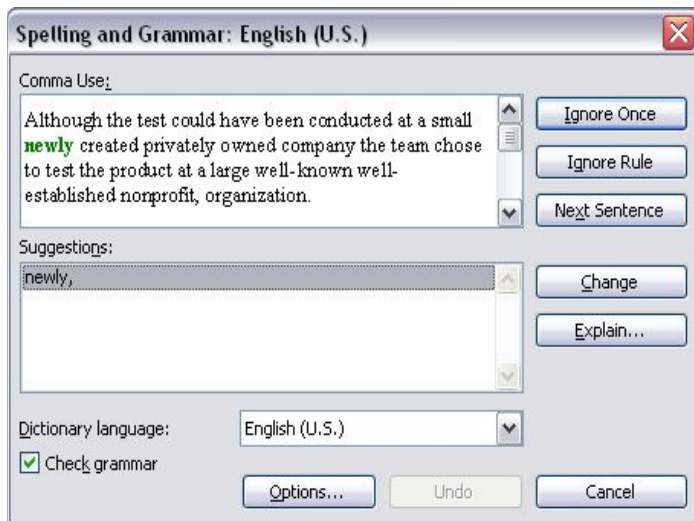 Spelling and Grammar: English (U.S.)
Comma Use:
Although the test could have been conducted at a small
newly created privately owned company the team chose
to test the product at a large well-known well-
established nonprofit, organization.
Ignore Once
Ignore Rule
Next Sentence
Suggestions:
newly,
Change
Explain...
Dictionary language:
English (U.S.)
Check grammar
Options...
Undo
Cancel